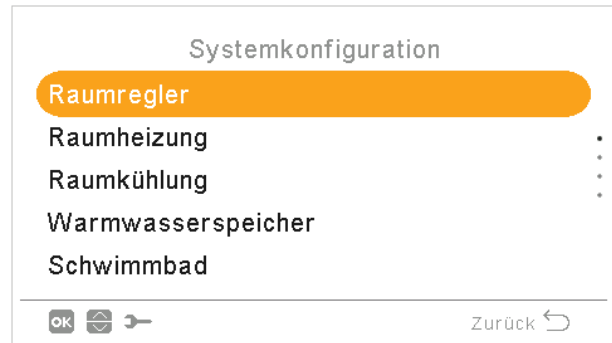 Systemkonfiguration
Raumregler
Raumheizung
Raumkühlung
Warmwasserspeicher
Schwimmbad
OK
Zurück